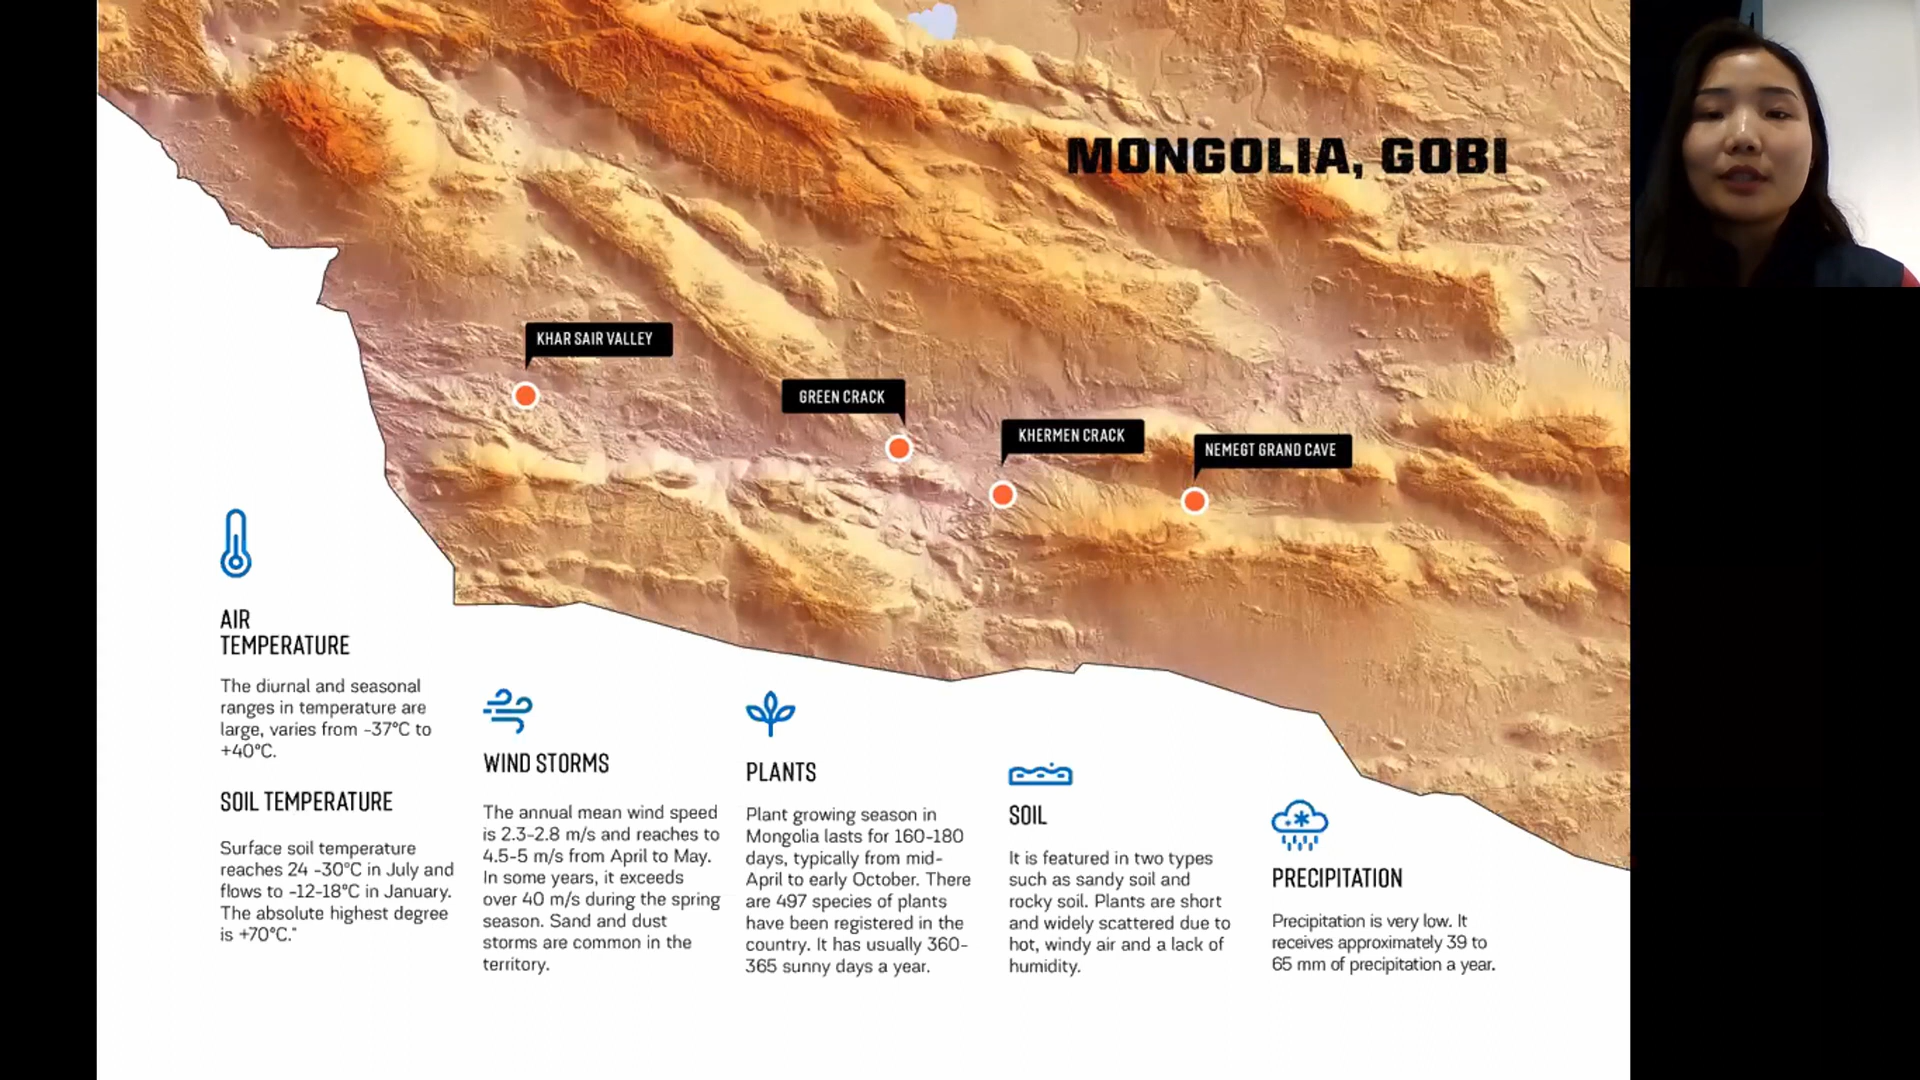 MONGOLIA, GOBI
KHAR SAIR VALLEY
GREEN CRACK
KHERMEN CRACK
NEMEGT GRAND CAVE
AIR
TEMPERATURE
The diurnal and seasonal
ranges in temperature are
large, varies from -37°C to
+40°C.
SOIL TEMPERATURE
Surface soil temperature
reaches 24 -30°C in July and
flows to -12-18°C in January.
The absolute highest degree
is +70°C."
WIND STORMS
The annual mean wind speed
is 2.3-2.8 m/s and reaches to
4.5-5 m/s from April to May.
In some years, it exceeds
over 40 m/s during the spring
season. Sand and dust
storms are common in the
territory.
PLANTS
Plant growing season in
Mongolia lasts for 160-180
days, typically from mid-
April to early October. There
are 497 species of plants
have been registered in the
country. It has usually 360-
365 sunny days a year.
SOIL
It is featured in two types
such as sandy soil and
rocky soil. Plants are short
and widely scattered due to
hot, windy air and a lack of
humidity.
PRECIPITATION
Precipitation is very low. It
receives approximately 39 to
65 mm of precipitation a year.